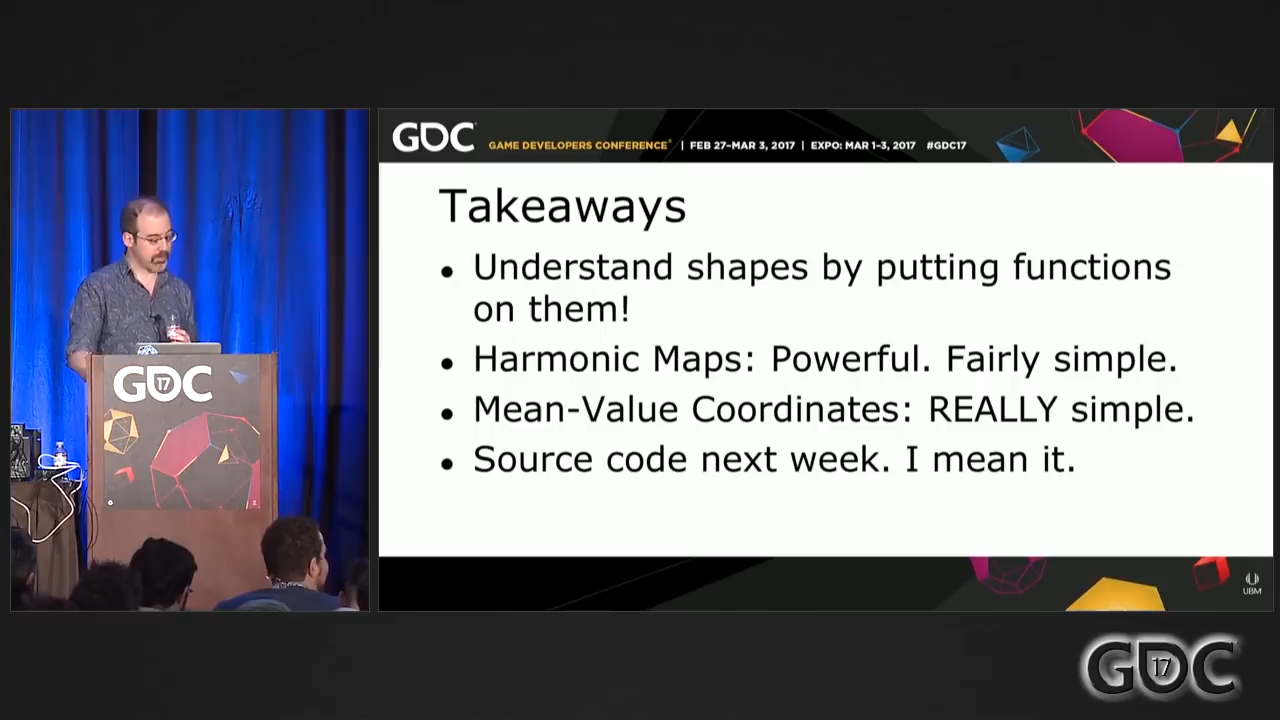 GDC
GAME DEVELOPERS CONFERENCE® | FEB 27–MAR 3, 2017 | EXPO: MAR 1–3, 2017 #GDC17
Takeaways
• Understand shapes by putting functions
on them!
• Harmonic Maps: Powerful. Fairly simple.
• Mean-Value Coordinates: REALLY simple.
• Source code next week. I mean it.
GDC
17
UBM
GDC
17